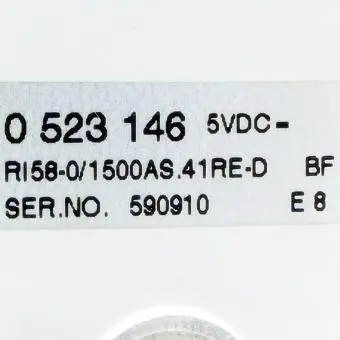 0 523 146 5VDC-
RI58-0/1500AS.41RE-D BF
SER.NO. 590910 E 8